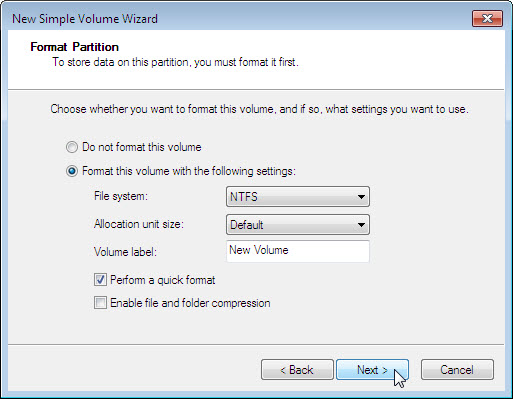 New Simple Volume Wizard
Format Partition
To store data on this partition, you must format it first.
Choose whether you want to format this volume, and if so, what settings you want to use.
Do not format this volume
Format this volume with the following settings:
File system: NTFS
Allocation unit size: Default
Volume label: New Volume
Perform a quick format
Enable file and folder compression
< Back Next > Cancel